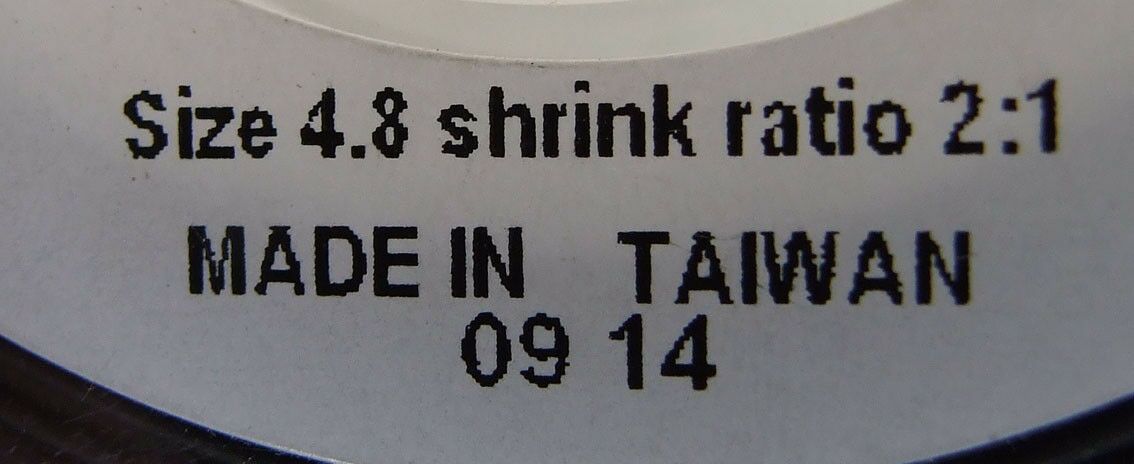 Size 4.8 shrink ratio 2:1
MADE IN TAIWAN
09 14